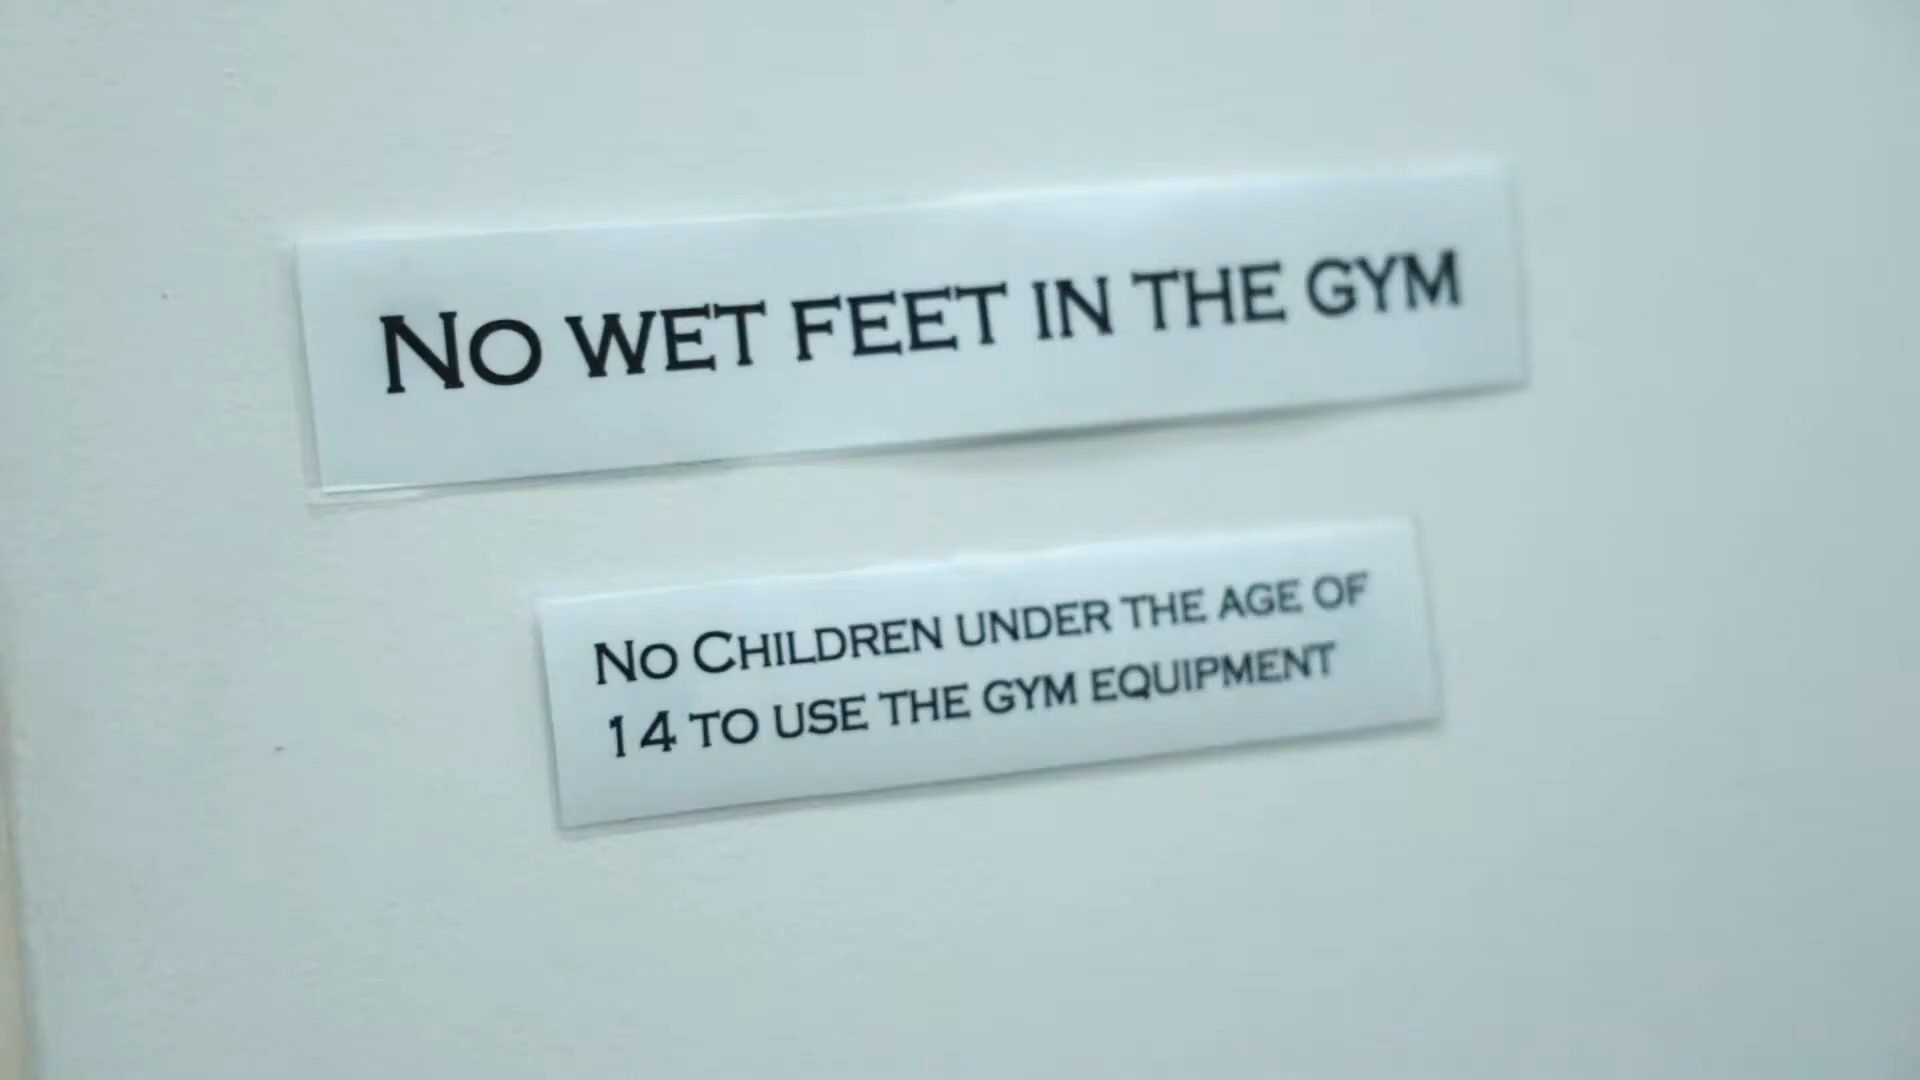 No wet feet in the gym
No Children under the age of
14 to use the gym equipment